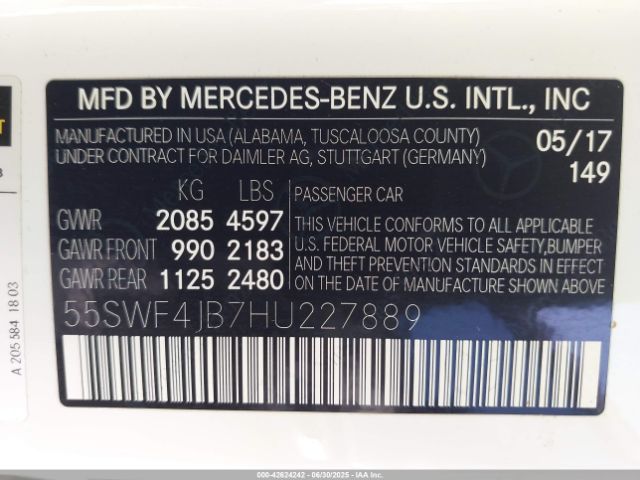 MFD BY MERCEDES-BENZ U.S. INTL., INC
MANUFACTURED IN USA (ALABAMA, TUSCALOOSA COUNTY)
UNDER CONTRACT FOR DAIMLER AG, STUTTGART (GERMANY)
05/17
149
KG LBS
GVWR 2085 4597
GAWR FRONT 990 2183
GAWR REAR 1125 2480
PASSENGER CAR
THIS VEHICLE CONFORMS TO ALL APPLICABLE
U.S. FEDERAL MOTOR VEHICLE SAFETY,BUMPER
AND THEFT PREVENTION STANDARDS IN EFFECT
ON THE DATE OF MANUFACTURE SHOWN ABOVE.
55SWF4JB7HU227889
A 205 584 18 03
000-42624242 - 06/30/2025 - IAAI.COM